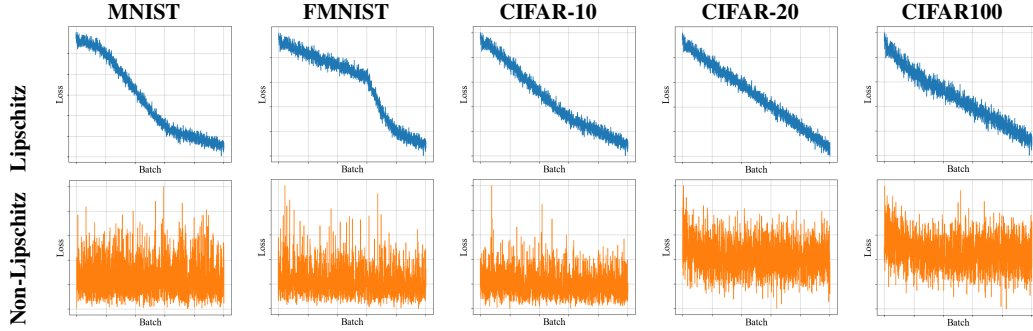 MNIST FMNIST CIFAR-10 CIFAR-20 CIFAR100
Lipschitz
Loss Loss Loss Loss Loss
Batch Batch Batch Batch Batch
Non-Lipschitz
Loss Loss Loss Loss Loss
Batch Batch Batch Batch Batch